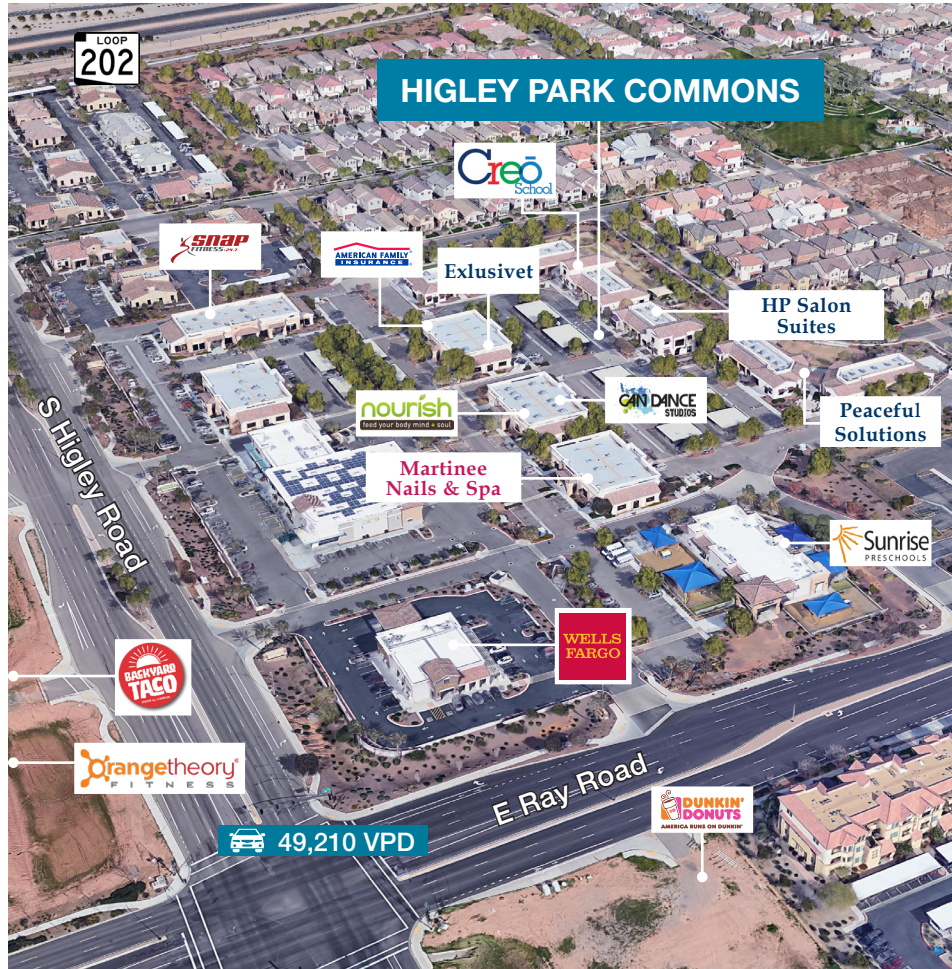 LOOP
202
HIGLEY PARK COMMONS
Creō
School
SNAP
FITNESS 24-7
AMERICAN FAMILY
INSURANCE
Exlusivet
HP Salon
Suites
nourish
feed your body mind + soul
CAN DANCE
STUDIOS
Peaceful
Solutions
Martinee
Nails & Spa
S Higley Road
Sunrise
PRESCHOOLS
WELLS
FARGO
BACKYARD
TACO
Orangetheory®
FITNESS
E Ray Road
DUNKIN'
DONUTS
AMERICA RUNS ON DUNKIN'
49,210 VPD